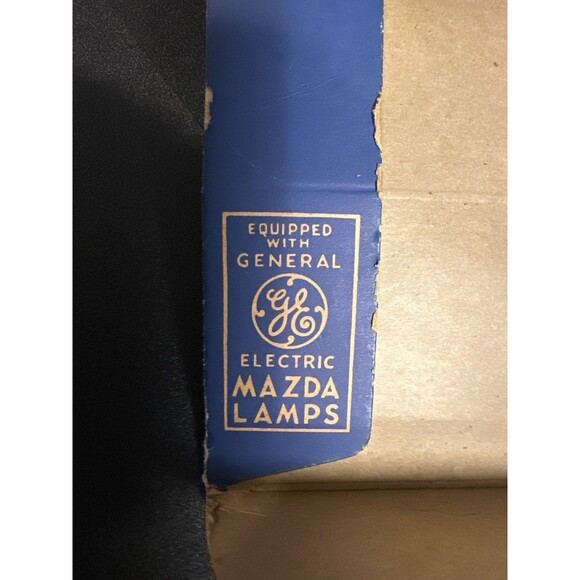 EQUIPPED
WITH
GENERAL
GE
ELECTRIC
MAZDA
LAMPS